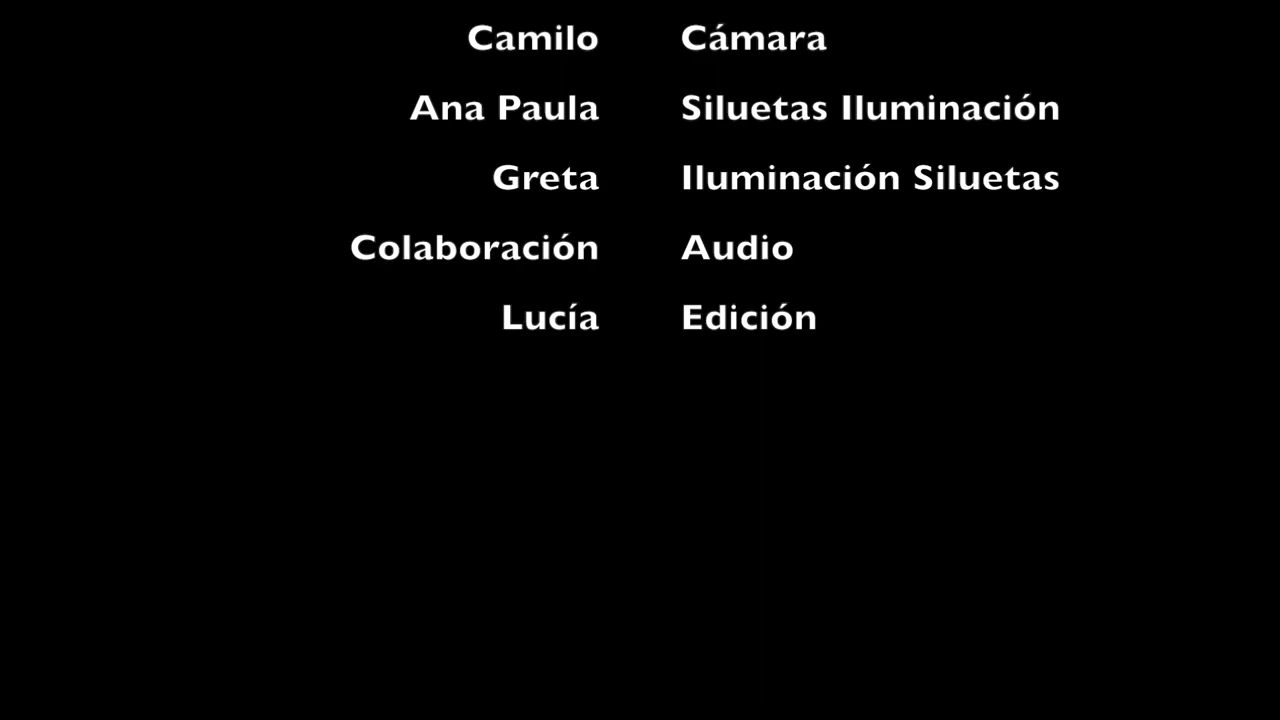 Camilo Cámara
Ana Paula Siluetas Iluminación
Greta Iluminación Siluetas
Colaboración Audio
Lucía Edición